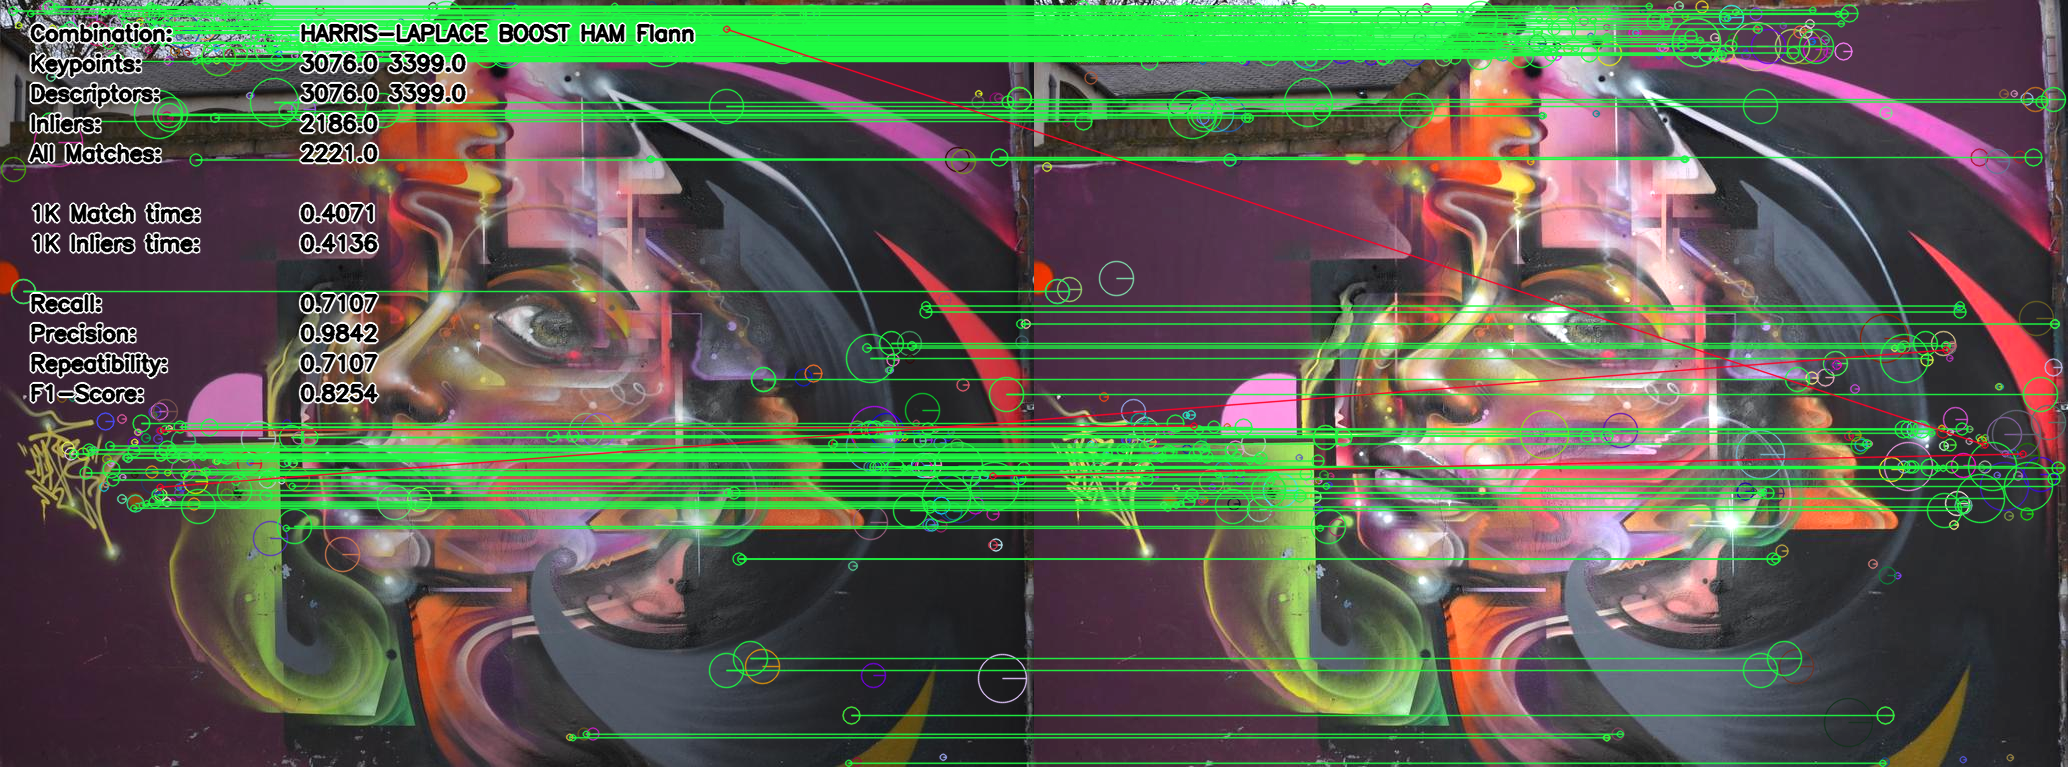 Combination: HARRIS-LAPLACE BOOST HAM Flann
Keypoints: 3076.0 3399.0
Descriptors: 3076.0 3399.0
Inliers: 2186.0
All Matches: 2221.0
1K Match time: 0.4071
1K Inliers time: 0.4136
Recall: 0.7107
Precision: 0.9842
Repeatibility: 0.7107
F1-Score: 0.8254